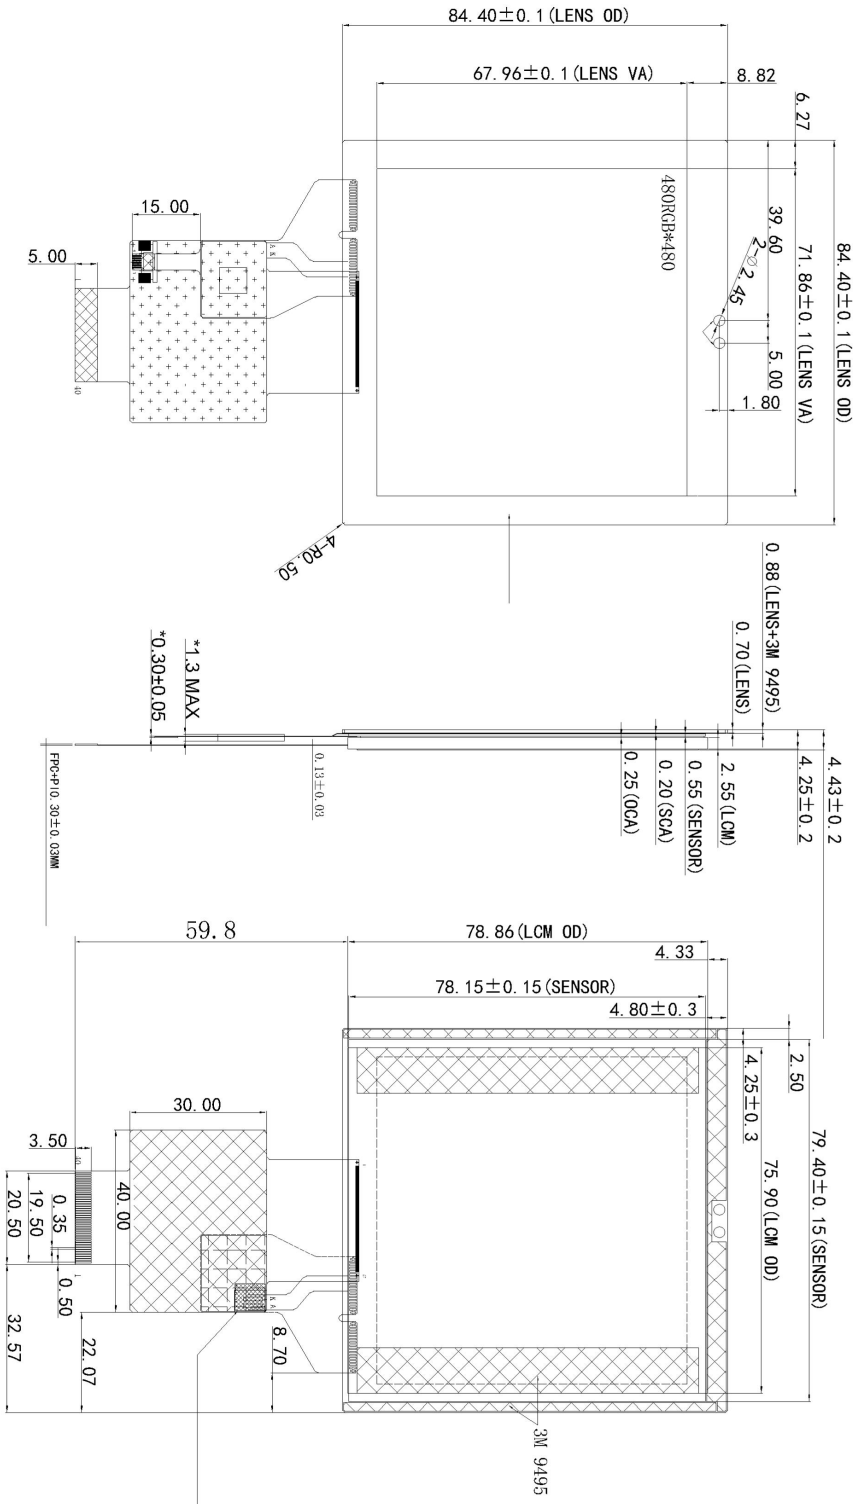 84.40±0.1(LENS OD)
67.96±0.1(LENS VA)
8.82
6.27
39.60
71.86±0.1(LENS VA)
84.40±0.1(LENS OD)
480RGB*480
2-∅2.45
5.00
1.80
15.00
5.00
A
K
1
40
4-R0.50
0.88(LENS+3M 9495)
0.70(LENS)
*0.30±0.05
*1.3 MAX
0.13±0.03
FPC+PI0.30±0.03MM
0.25(OCA)
0.20(SCA)
0.55(SENSOR)
2.55(LCM)
4.25±0.2
4.43±0.2
59.8
78.86(LCM OD)
4.33
78.15±0.15(SENSOR)
4.80±0.3
2.50
4.25±0.3
75.90(LCM OD)
79.40±0.15(SENSOR)
30.00
3.50
40
1
40.00
0.35
19.50
20.50
0.50
K
A
8.70
22.07
32.57
3M 9495